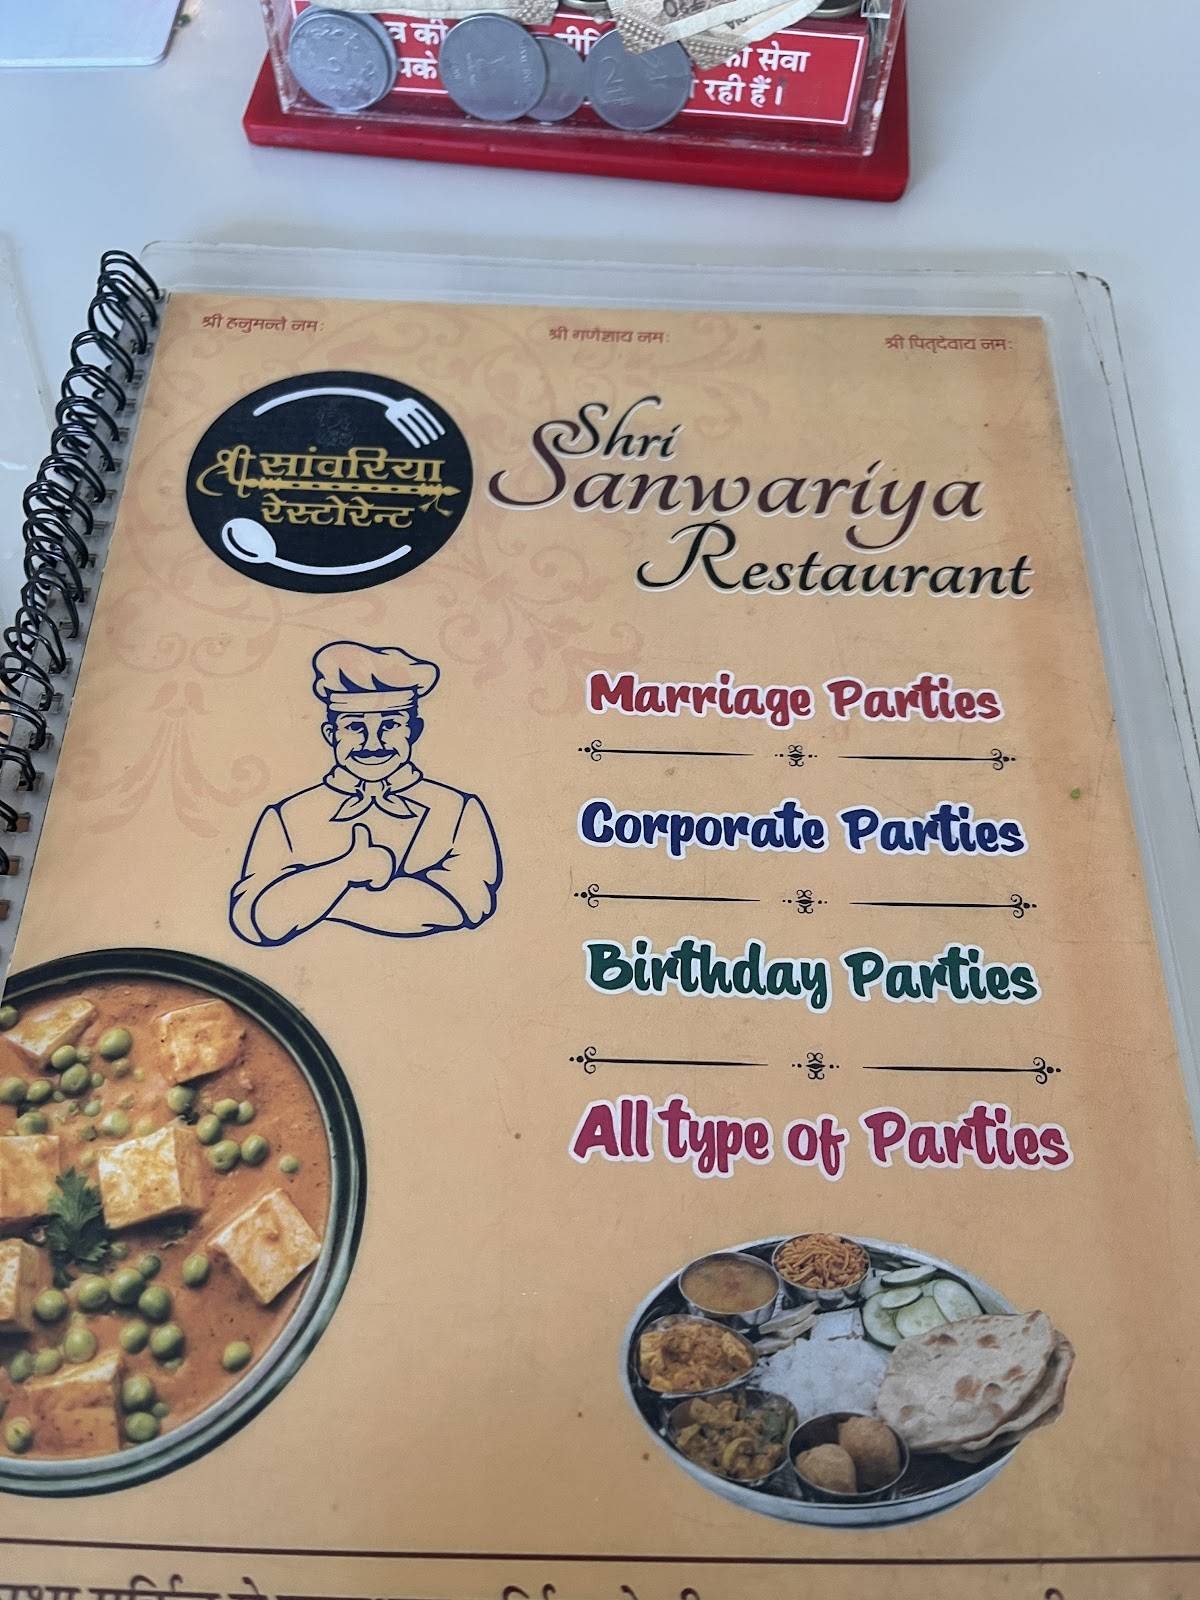 व की
की सेवा
पके
रही हैं।
श्री हनुमन्ते नमः
श्री गणेशाय नमः
श्री पितृदेवाय नमः
श्री सांवरिया
रेस्टोरेन्ट
Shri
Sanwariya
Restaurant
Marriage Parties
Corporate Parties
Birthday Parties
All type of Parties